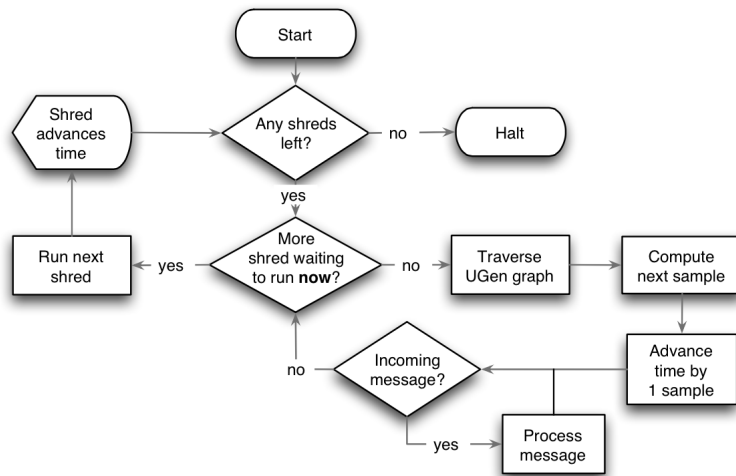 Start
Shred
advances
time
Any shreds
left?
no
Halt
yes
More
shred waiting
to run now?
yes
Run next
shred
no
Traverse
UGen graph
Compute
next sample
Advance
time by
1 sample
Incoming
message?
no
yes
Process
message